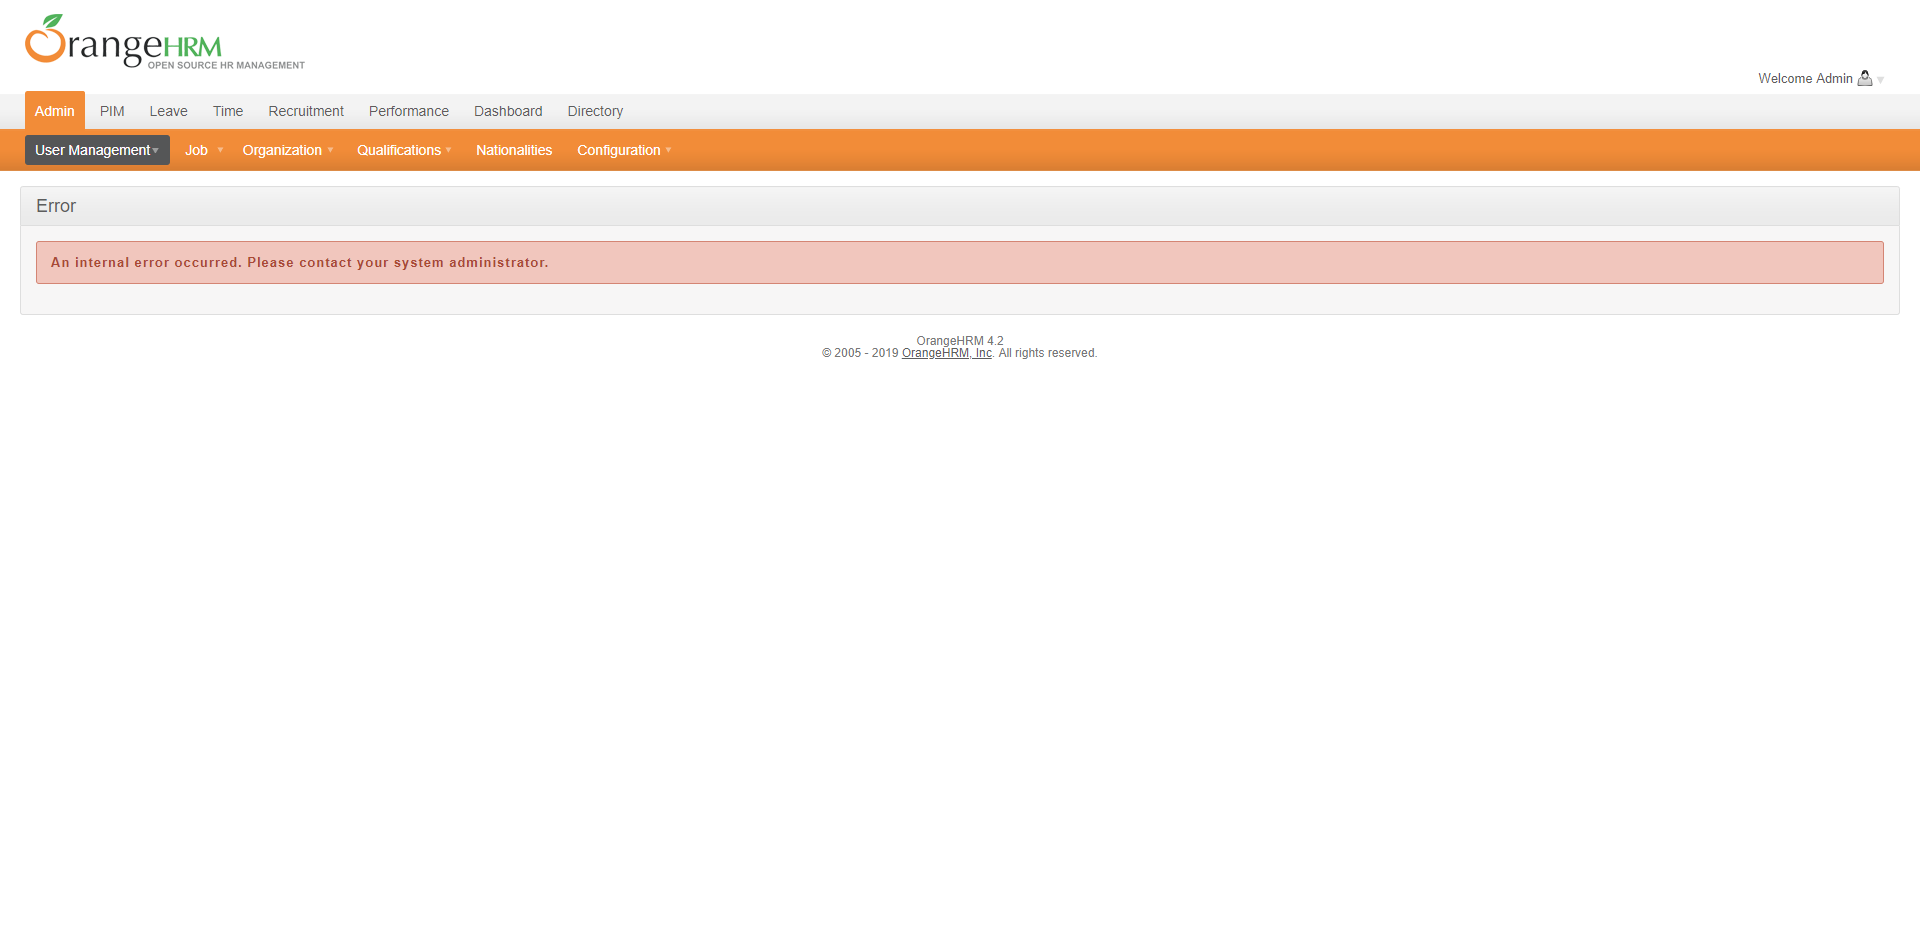 OrangeHRM
OPEN SOURCE HR MANAGEMENT
Welcome Admin
Admin PIM Leave Time Recruitment Performance Dashboard Directory
User Management Job Organization Qualifications Nationalities Configuration
Error
An internal error occurred. Please contact your system administrator.
OrangeHRM 4.2
© 2005 - 2019 OrangeHRM, Inc. All rights reserved.